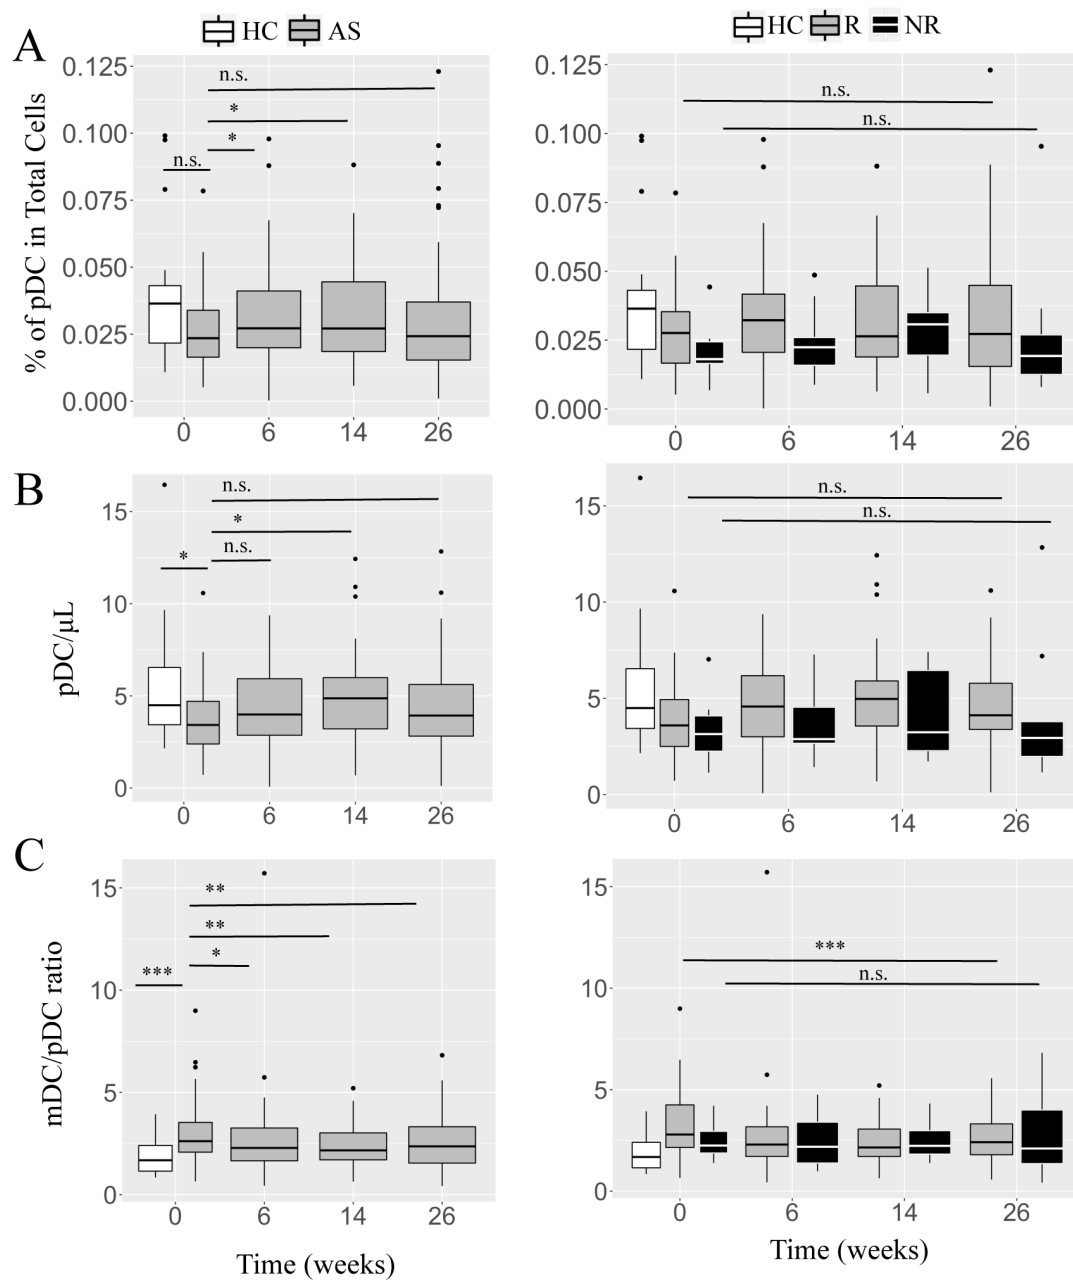 HC AS
HC R NR
A
% of pDC in Total Cells
0.125
0.100
0.075
0.050
0.025
0.000
n.s.
*
*
n.s.
0 6 14 26
0.125
0.100
0.075
0.050
0.025
0.000
n.s.
n.s.
0 6 14 26
B
pDC/μL
15
10
5
0
n.s.
*
n.s.
*
0 6 14 26
15
10
5
0
n.s.
n.s.
0 6 14 26
C
mDC/pDC ratio
15
10
5
0
**
**
*
***
0 6 14 26
Time (weeks)
15
10
5
0
***
n.s.
0 6 14 26
Time (weeks)